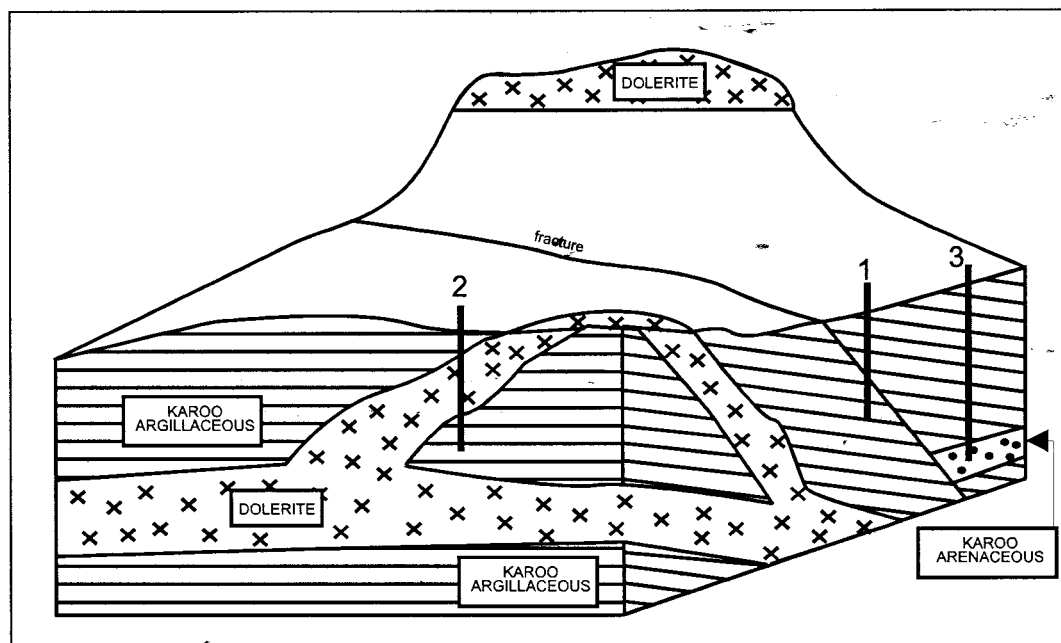 DOLERITE
fracture
3
1
2
KAROO
ARGILLACEOUS
DOLERITE
KAROO
ARENACEOUS
KAROO
ARGILLACEOUS